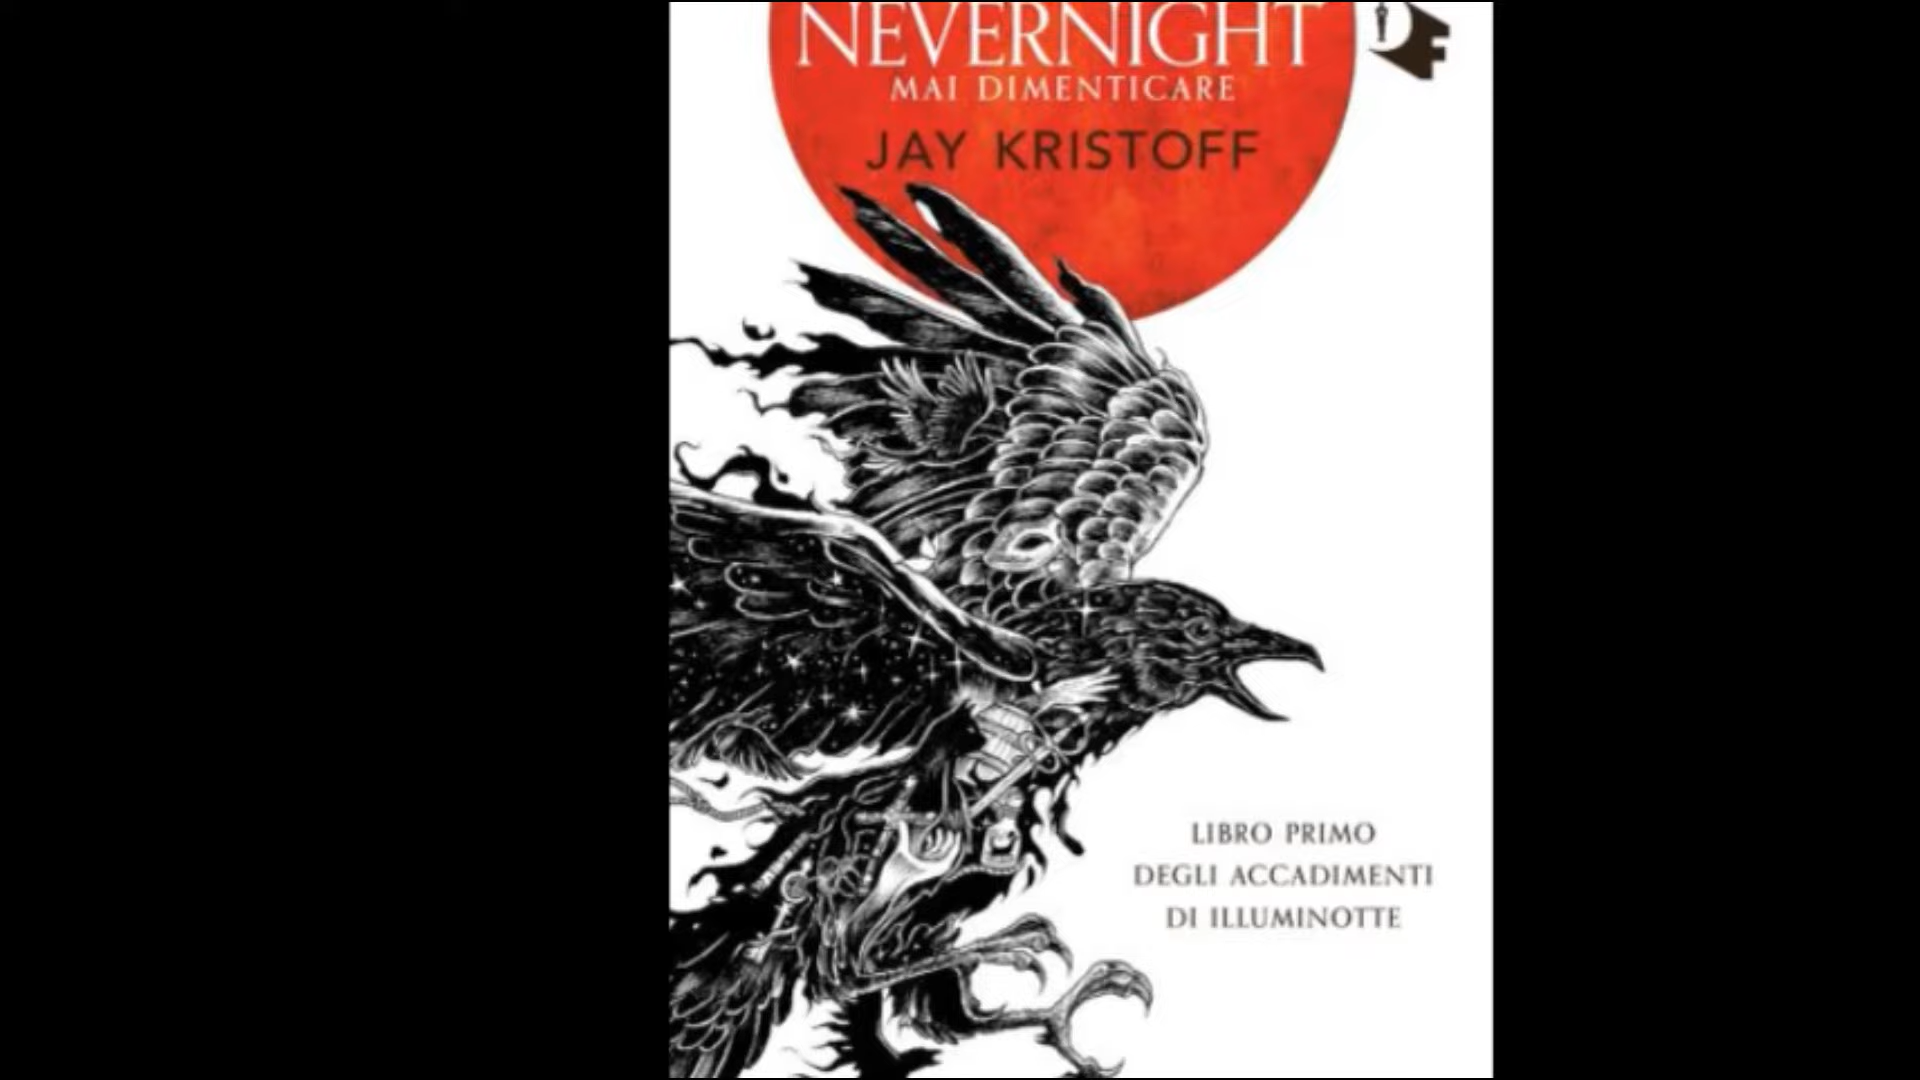 NEVERNIGHT
MAI DIMENTICARE
JAY KRISTOFF
LIBRO PRIMO
DEGLI ACCADIMENTI
DI ILLUMINOTTE